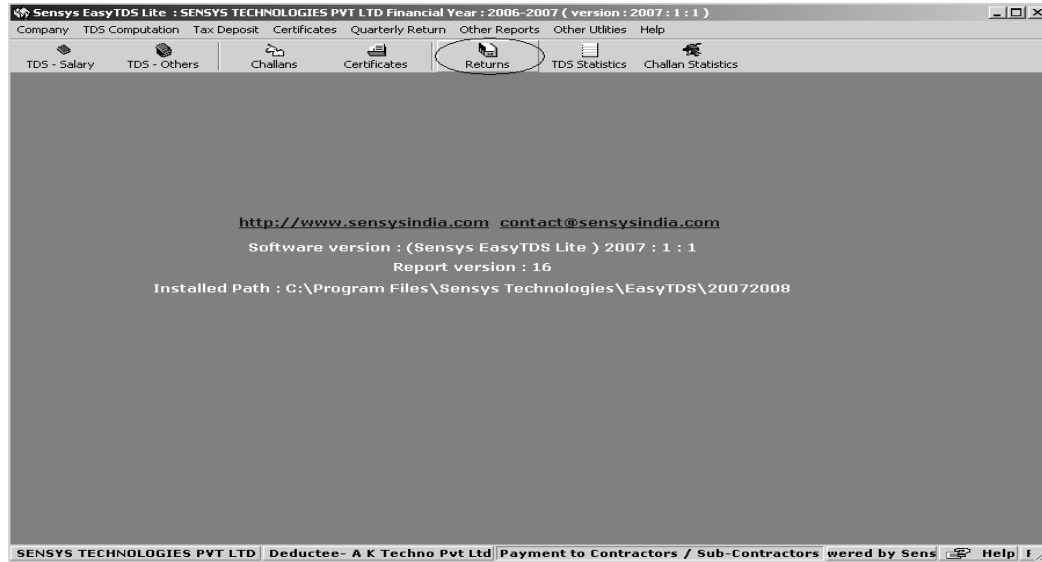 Sensys EasyTDS Lite : SENSYS TECHNOLOGIES PVT LTD Financial Year : 2006-2007 ( version : 2007 : 1 : 1 )
Company TDS Computation Tax Deposit Certificates Quarterly Return Other Reports Other Utlities Help
TDS - Salary TDS - Others Challans Certificates Returns TDS Statistics Challan Statistics
http://www.sensysindia.com contact@sensysindia.com
Software version : (Sensys EasyTDS Lite ) 2007 : 1 : 1
Report version : 16
Installed Path : C:\Program Files\Sensys Technologies\EasyTDS\20072008
SENSYS TECHNOLOGIES PVT LTD Deductee- A K Techno Pvt Ltd Payment to Contractors / Sub-Contractors wered by Sens Help